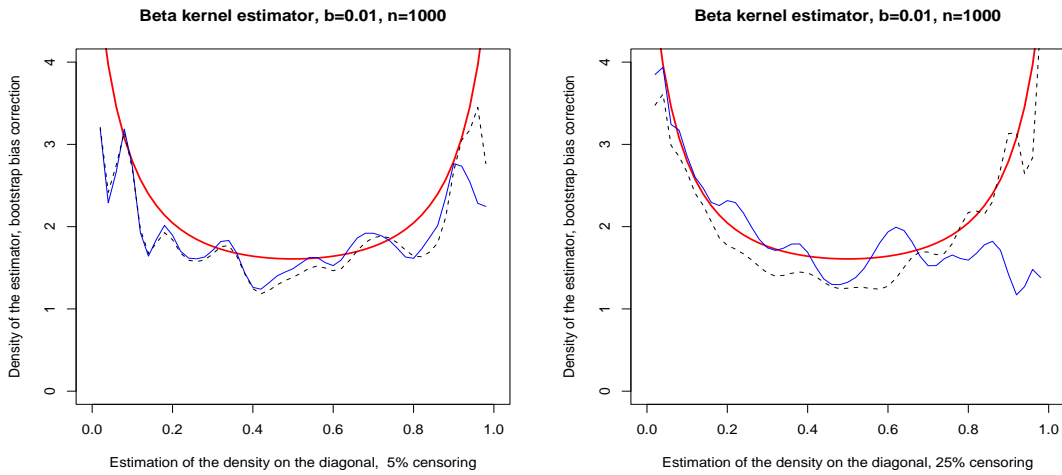 Beta kernel estimator, b=0.01, n=1000
Density of the estimator, bootstrap bias correction
4
3
2
1
0
0.0 0.2 0.4 0.6 0.8 1.0
Estimation of the density on the diagonal, 5% censoring
Beta kernel estimator, b=0.01, n=1000
Density of the estimator, bootstrap bias correction
4
3
2
1
0
0.0 0.2 0.4 0.6 0.8 1.0
Estimation of the density on the diagonal, 25% censoring